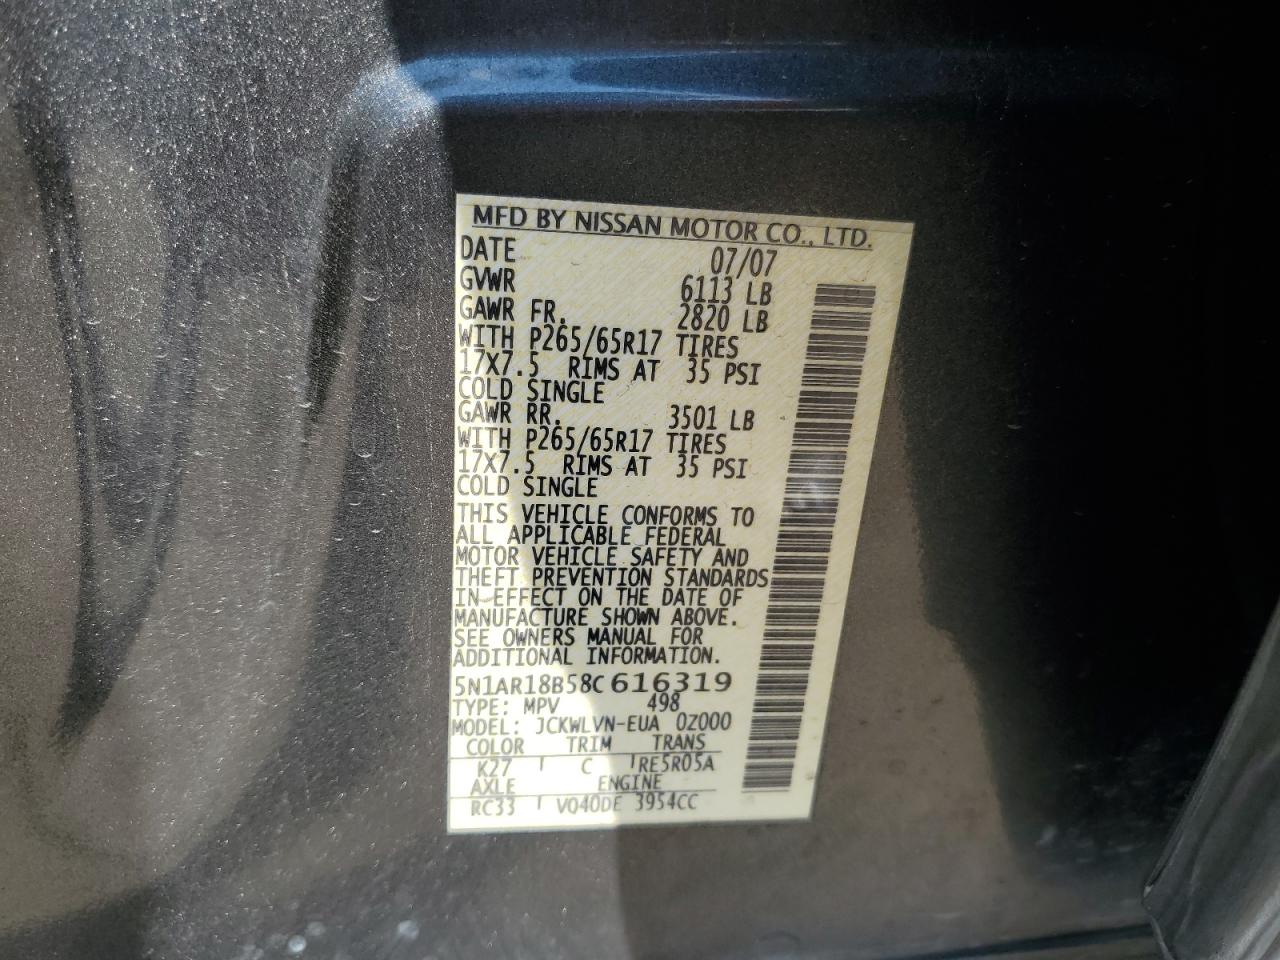 MFD BY NISSAN MOTOR CO., LTD.
DATE 07/07
GVWR 6113 LB
GAWR FR. 2820 LB
WITH P265/65R17 TIRES
17X7.5 RIMS AT 35 PSI
COLD SINGLE
GAWR RR. 3501 LB
WITH P265/65R17 TIRES
17X7.5 RIMS AT 35 PSI
COLD SINGLE
THIS VEHICLE CONFORMS TO
ALL APPLICABLE FEDERAL
MOTOR VEHICLE SAFETY AND
THEFT PREVENTION STANDARDS
IN EFFECT ON THE DATE OF
MANUFACTURE SHOWN ABOVE.
SEE OWNERS MANUAL FOR
ADDITIONAL INFORMATION.
5N1AR18B58C616319
TYPE: MPV 498
MODEL: JCKWLVN-EUA 0Z000
COLOR TRIM TRANS
K27 C RE5R05A
AXLE ENGINE
RC33 VQ40DE 3954CC